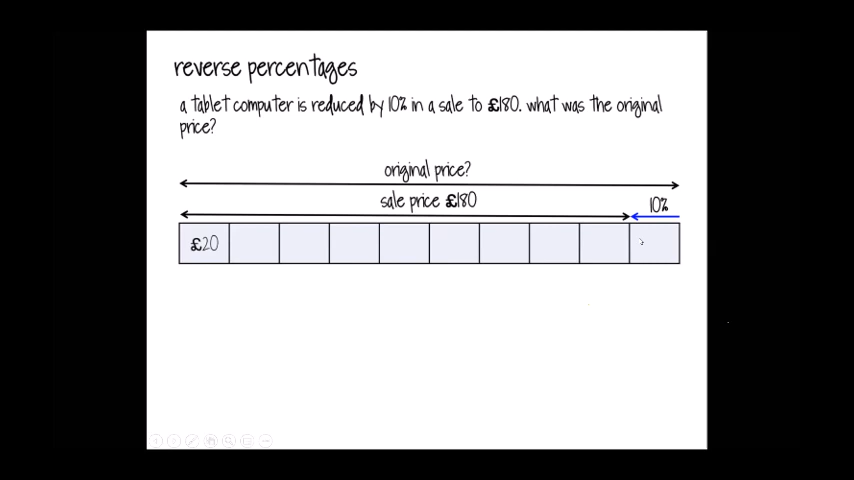 reverse percentages
a tablet computer is reduced by 10% in a sale to £180. what was the original
price?
original price?
sale price £180
10%
£20